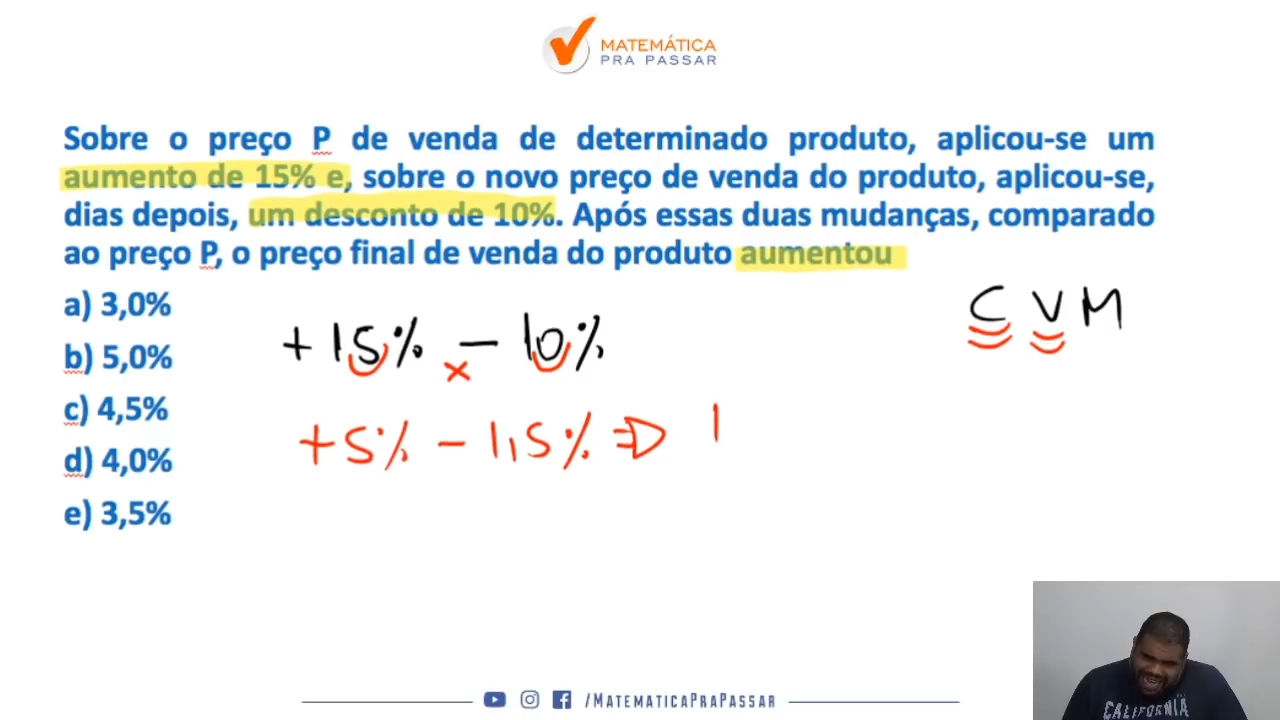 MATEMÁTICA
PRA PASSAR
Sobre o preço P de venda de determinado produto, aplicou-se um
aumento de 15% e, sobre o novo preço de venda do produto, aplicou-se,
dias depois, um desconto de 10%. Após essas duas mudanças, comparado
ao preço P, o preço final de venda do produto aumentou
a) 3,0%
b) 5,0%
c) 4,5%
d) 4,0%
e) 3,5%
C V M
+ 15% - 10%
x
+5% - 1,5% ⇒ 1
/MATEMATICAPRAPASSAR
CALIFORNIA